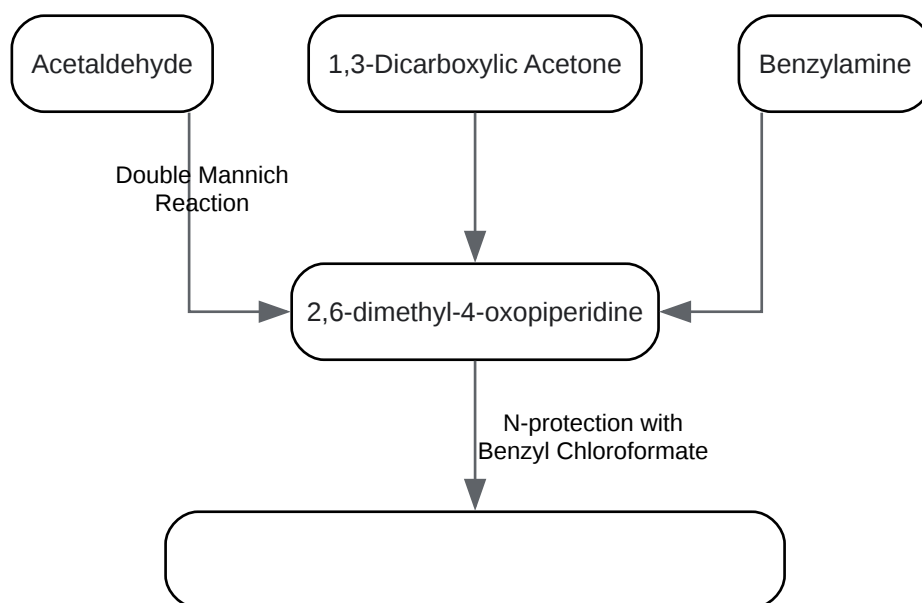 Acetaldehyde
1,3-Dicarboxylic Acetone
Benzylamine
Double Mannich
Reaction
2,6-dimethyl-4-oxopiperidine
N-protection with
Benzyl Chloroformate